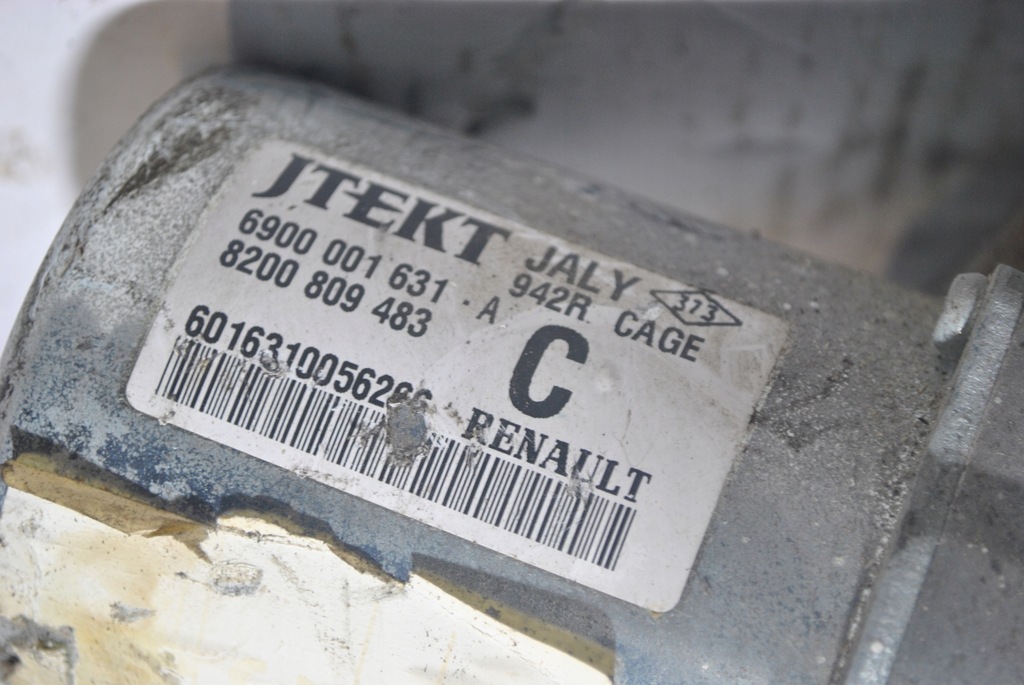 JTEKT JALY 373
6900 001 631 . A 942R CAGE
8200 809 483
C
RENAULT